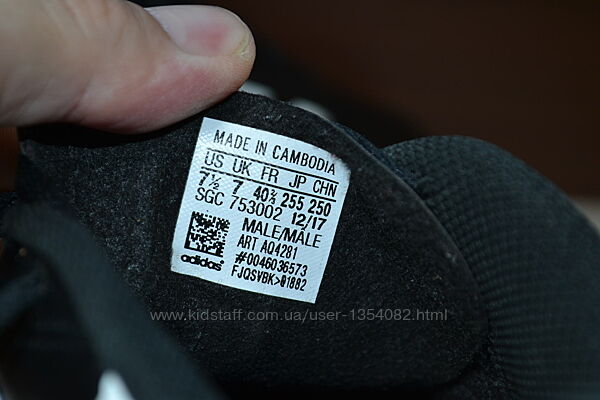 MADE IN CAMBODIA
US UK FR JP CHN
7½ 7 40⅔ 255 250
SGC 753002 12/17
MALE/MALE
ART AQ4281
#0046036573
adidas FJQSVBK>01882
www.kidstaff.com.ua/user-1354082.html